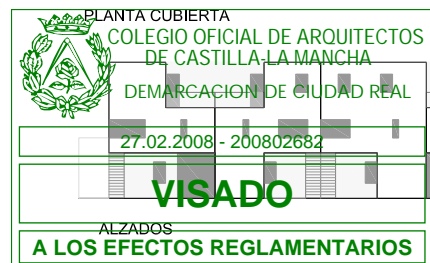 PLANTA CUBIERTA
COLEGIO OFICIAL DE ARQUITECTOS
DE CASTILLA-LA MANCHA
DEMARCACION DE CIUDAD REAL
27.02.2008 - 200802682
VISADO
ALZADOS
A LOS EFECTOS REGLAMENTARIOS